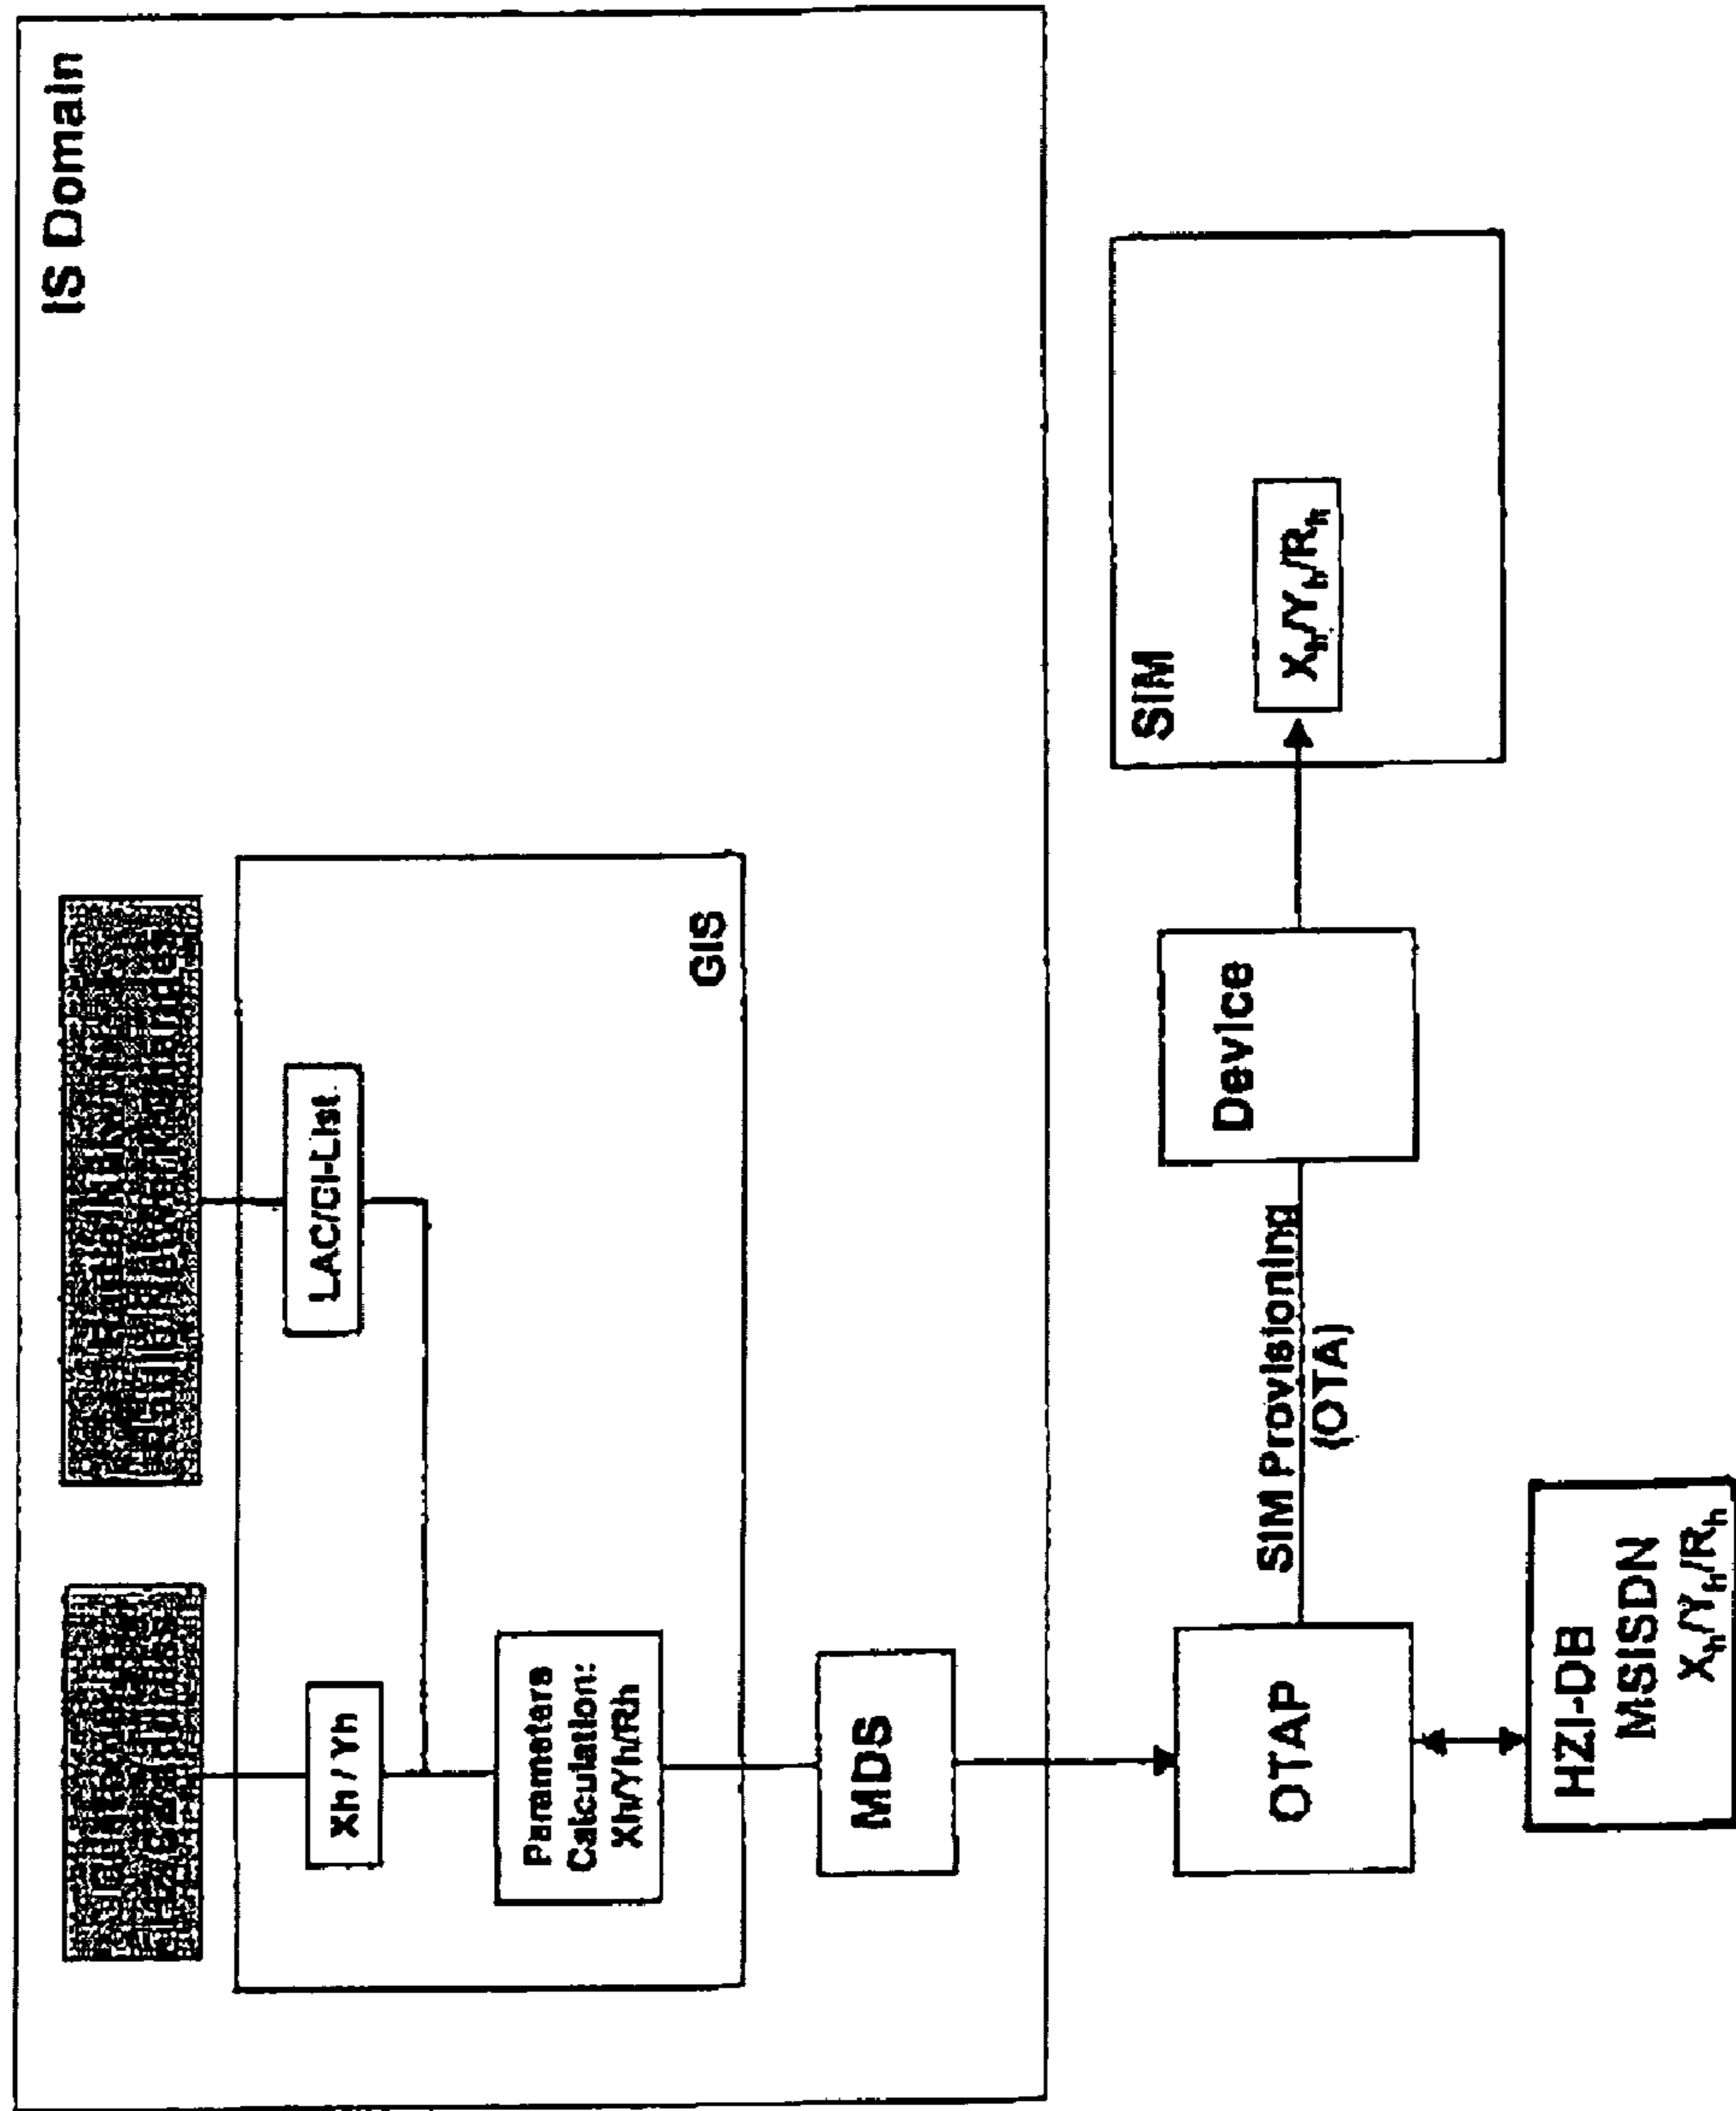 IS Domain
LAC/CI-List
Xh / Yh
GIS
Parameters
Calculation:
Xh/Yh/Rh
MDS
SIM
Xh/Yh/Rh
Device
SIM Provisioning
(OTA)
OTAP
HZI-DB
MSISDN
Xh/Yh/Rh